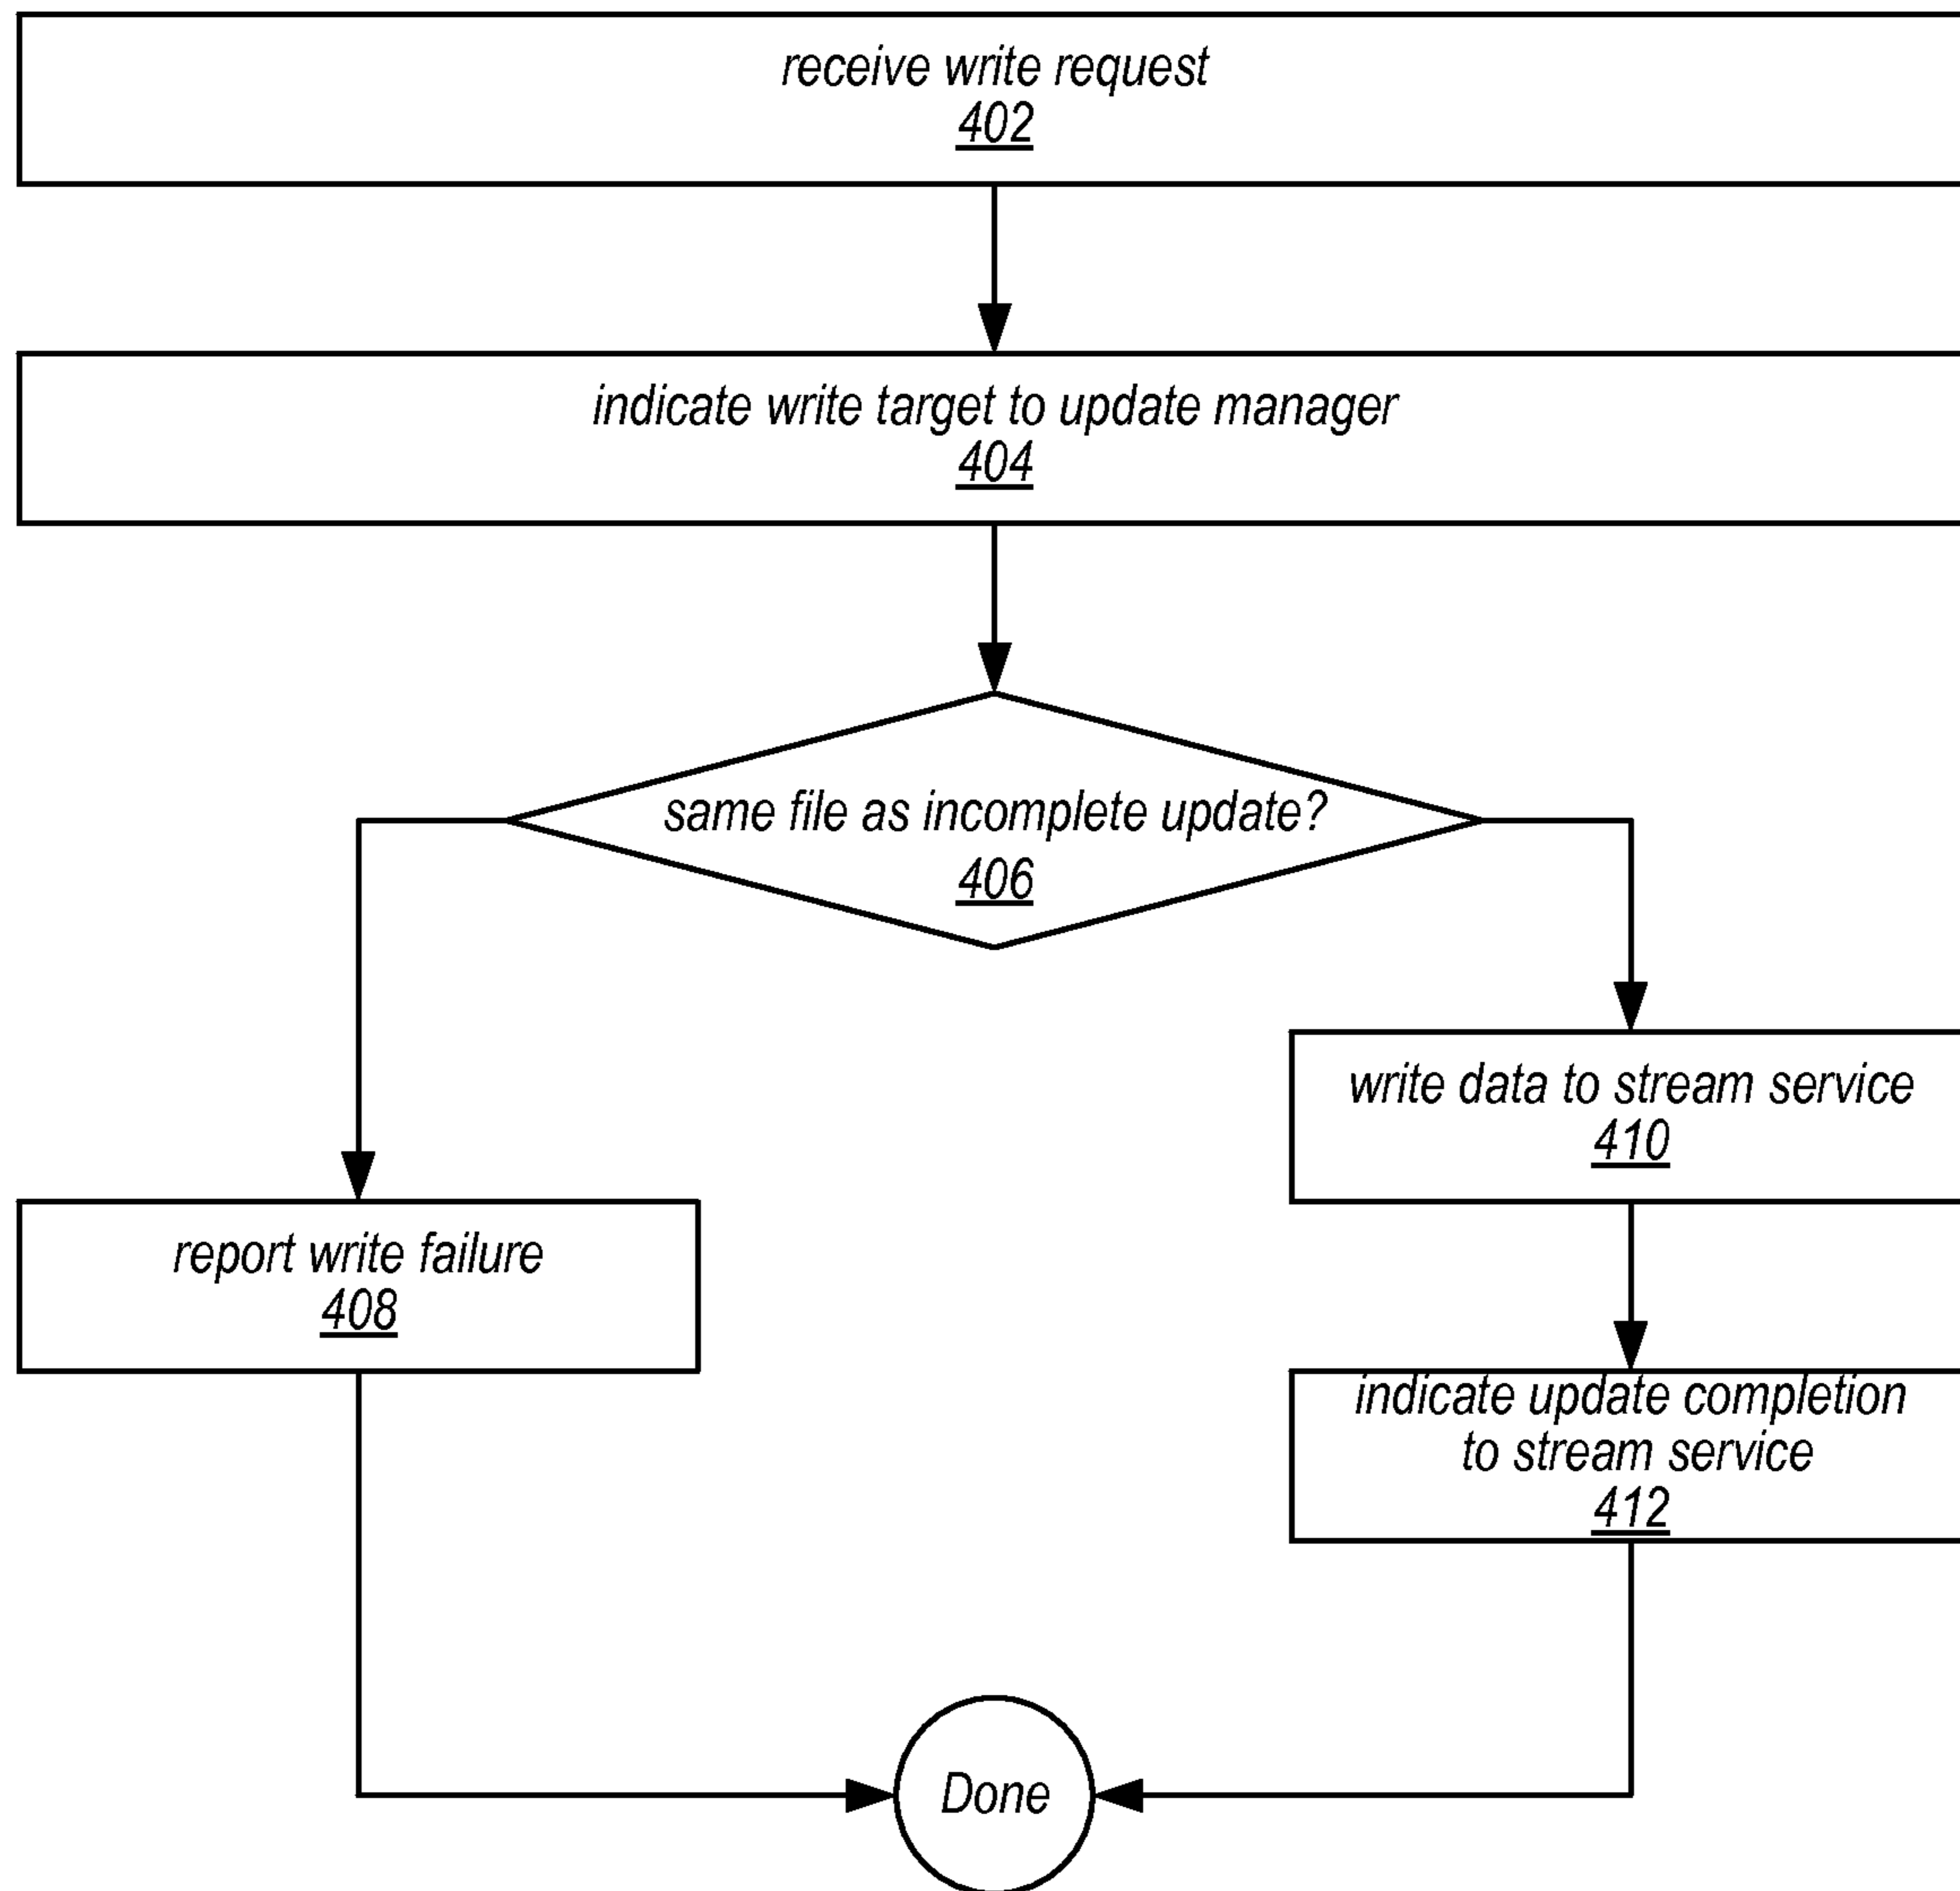 receive write request
402
indicate write target to update manager
404
same file as incomplete update?
406
write data to stream service
410
report write failure
408
indicate update completion
to stream service
412
Done